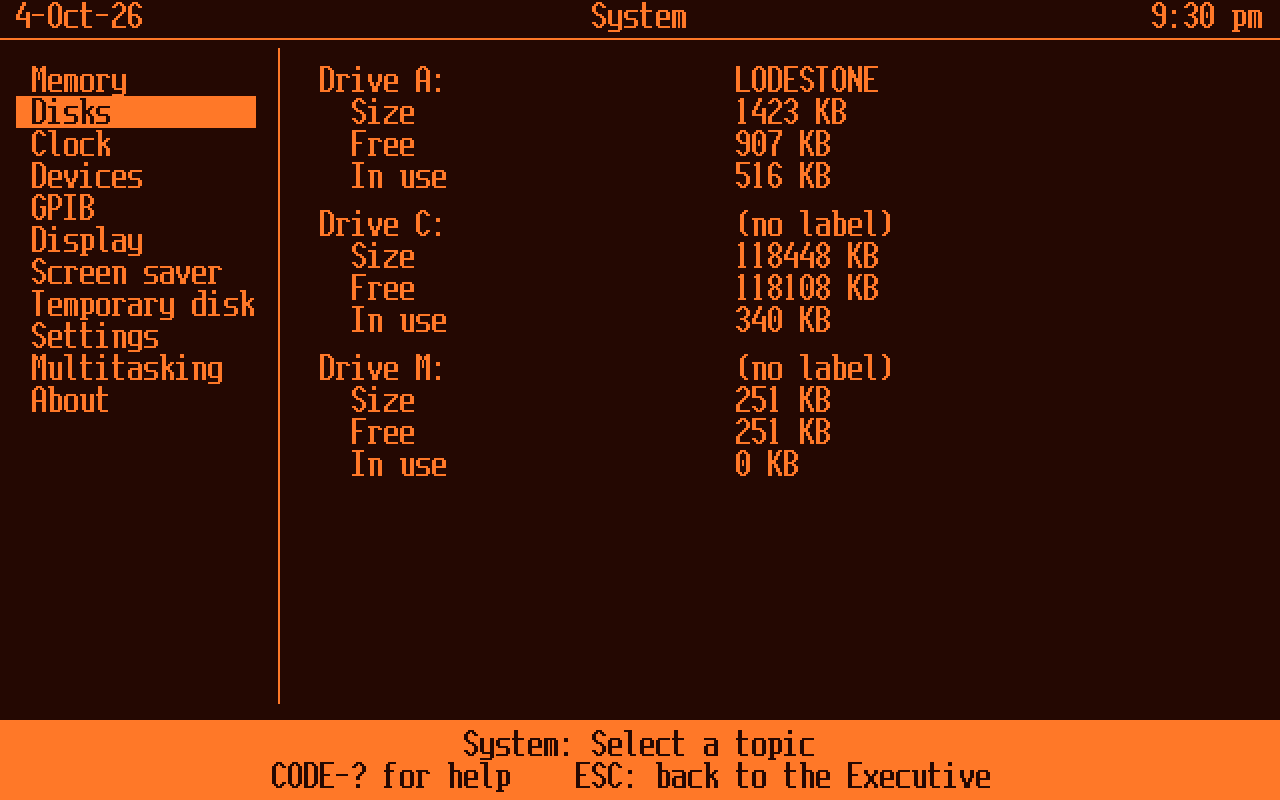 4-Oct-26 System 9:30 pm
Memory
Disks
Clock
Devices
GPIB
Display
Screen saver
Temporary disk
Settings
Multitasking
About
Drive A: LODESTONE
Size 1423 KB
Free 907 KB
In use 516 KB
Drive C: (no label)
Size 118448 KB
Free 118108 KB
In use 340 KB
Drive M: (no label)
Size 251 KB
Free 251 KB
In use 0 KB
System: Select a topic
CODE-? for help ESC: back to the Executive